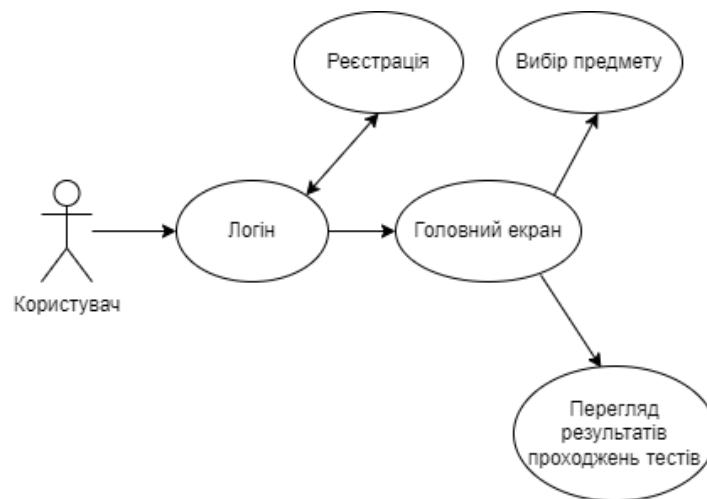 Реєстрація
Вибір предмету
Логін
Головний екран
Користувач
Перегляд
результатів
проходжень тестів